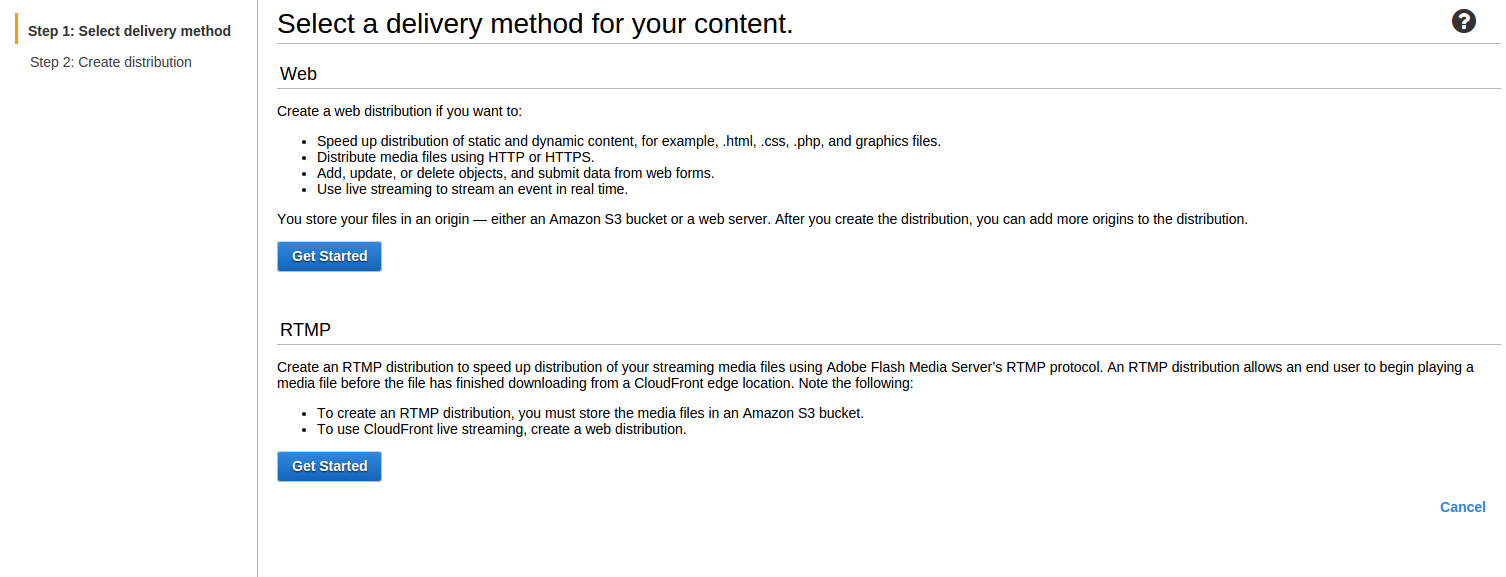 Step 1: Select delivery method
Step 2: Create distribution
Select a delivery method for your content.
?
Web
Create a web distribution if you want to:
• Speed up distribution of static and dynamic content, for example, .html, .css, .php, and graphics files.
• Distribute media files using HTTP or HTTPS.
• Add, update, or delete objects, and submit data from web forms.
• Use live streaming to stream an event in real time.
You store your files in an origin — either an Amazon S3 bucket or a web server. After you create the distribution, you can add more origins to the distribution.
Get Started
RTMP
Create an RTMP distribution to speed up distribution of your streaming media files using Adobe Flash Media Server's RTMP protocol. An RTMP distribution allows an end user to begin playing a
media file before the file has finished downloading from a CloudFront edge location. Note the following:
• To create an RTMP distribution, you must store the media files in an Amazon S3 bucket.
• To use CloudFront live streaming, create a web distribution.
Get Started
Cancel